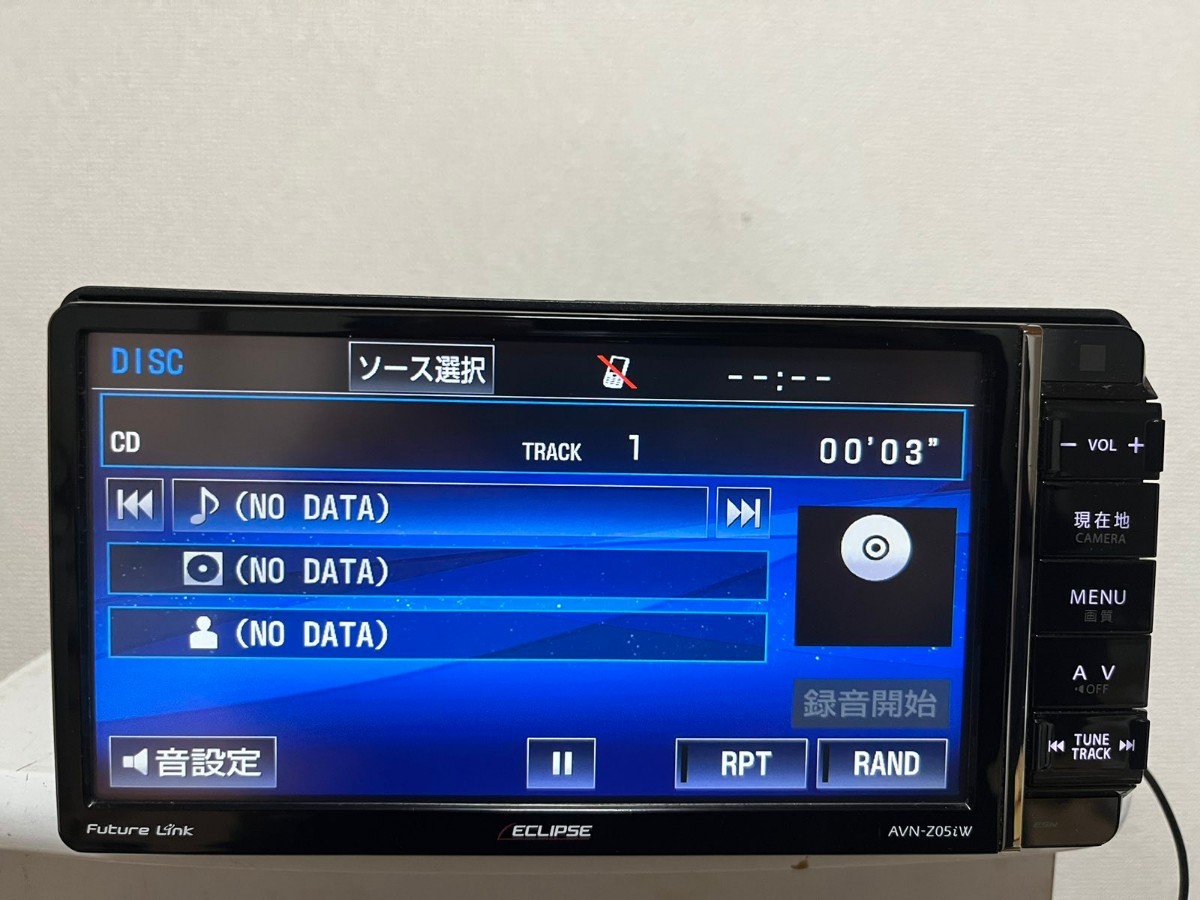 DISC ソース選択 --:--
CD TRACK 1 00'03”
(NO DATA)
(NO DATA)
(NO DATA)
録音開始
音設定 RPT RAND
Future Link ECLIPSE AVN-Z05iW
− VOL +
現在地
CAMERA
MENU
画質
A V
OFF
TUNE
TRACK